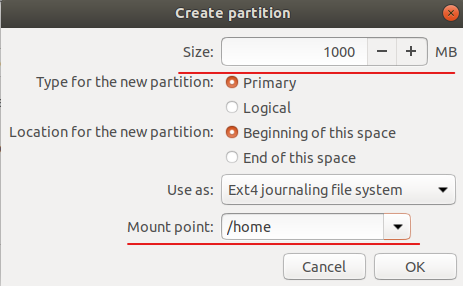 Create partition
Size: 1000 − + MB
Type for the new partition: Primary
Logical
Location for the new partition: Beginning of this space
End of this space
Use as: Ext4 journaling file system
Mount point: /home
Cancel OK